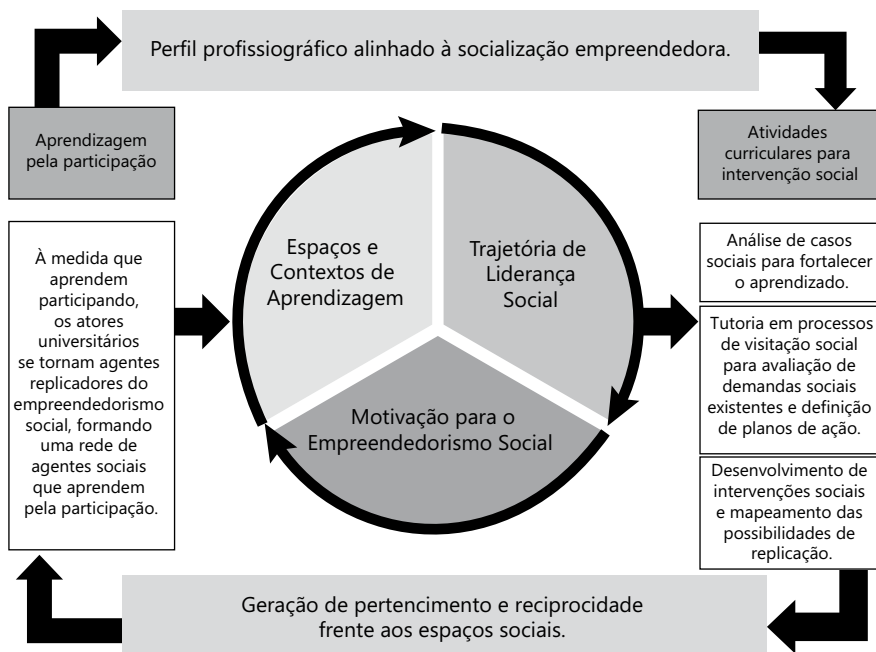 Perfil profissiográfico alinhado à socialização empreendedora.
Aprendizagem
pela participação
Atividades
curriculares para
intervenção social
À medida que
aprendem
participando,
os atores
universitários
se tornam agentes
replicadores do
empreendedorismo
social, formando
uma rede de
agentes sociais
que aprendem
pela participação.
Espaços e
Contextos de
Aprendizagem
Trajetória de
Liderança
Social
Motivação para o
Empreendedorismo Social
Análise de casos
sociais para fortalecer
o aprendizado.
Tutoria em processos
de visitação social
para avaliação de
demandas sociais
existentes e definição
de planos de ação.
Desenvolvimento de
intervenções sociais
e mapeamento das
possibilidades de
replicação.
Geração de pertencimento e reciprocidade
frente aos espaços sociais.